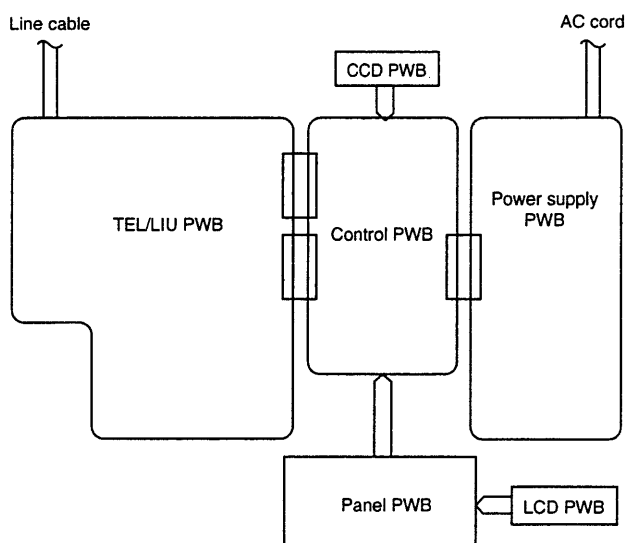 Line cable
AC cord
CCD PWB
TEL/LIU PWB
Control PWB
Power supply
PWB
Panel PWB
LCD PWB